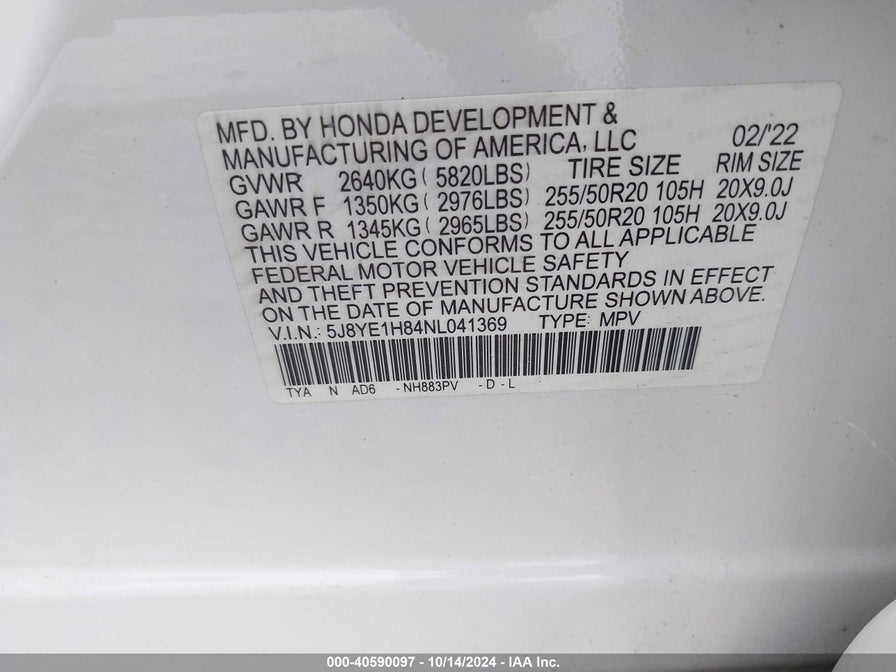 MFD. BY HONDA DEVELOPMENT &
MANUFACTURING OF AMERICA, LLC 02/'22
GVWR 2640KG ( 5820LBS) TIRE SIZE RIM SIZE
GAWR F 1350KG ( 2976LBS) 255/50R20 105H 20X9.0J
GAWR R 1345KG ( 2965LBS) 255/50R20 105H 20X9.0J
THIS VEHICLE CONFORMS TO ALL APPLICABLE
FEDERAL MOTOR VEHICLE SAFETY
AND THEFT PREVENTION STANDARDS IN EFFECT
ON THE DATE OF MANUFACTURE SHOWN ABOVE.
V.I.N.: 5J8YE1H84NL041369 TYPE: MPV
TYA N AD6 -NH883PV -D-L
000-40590097 - 10/14/2024 - IAA Inc.